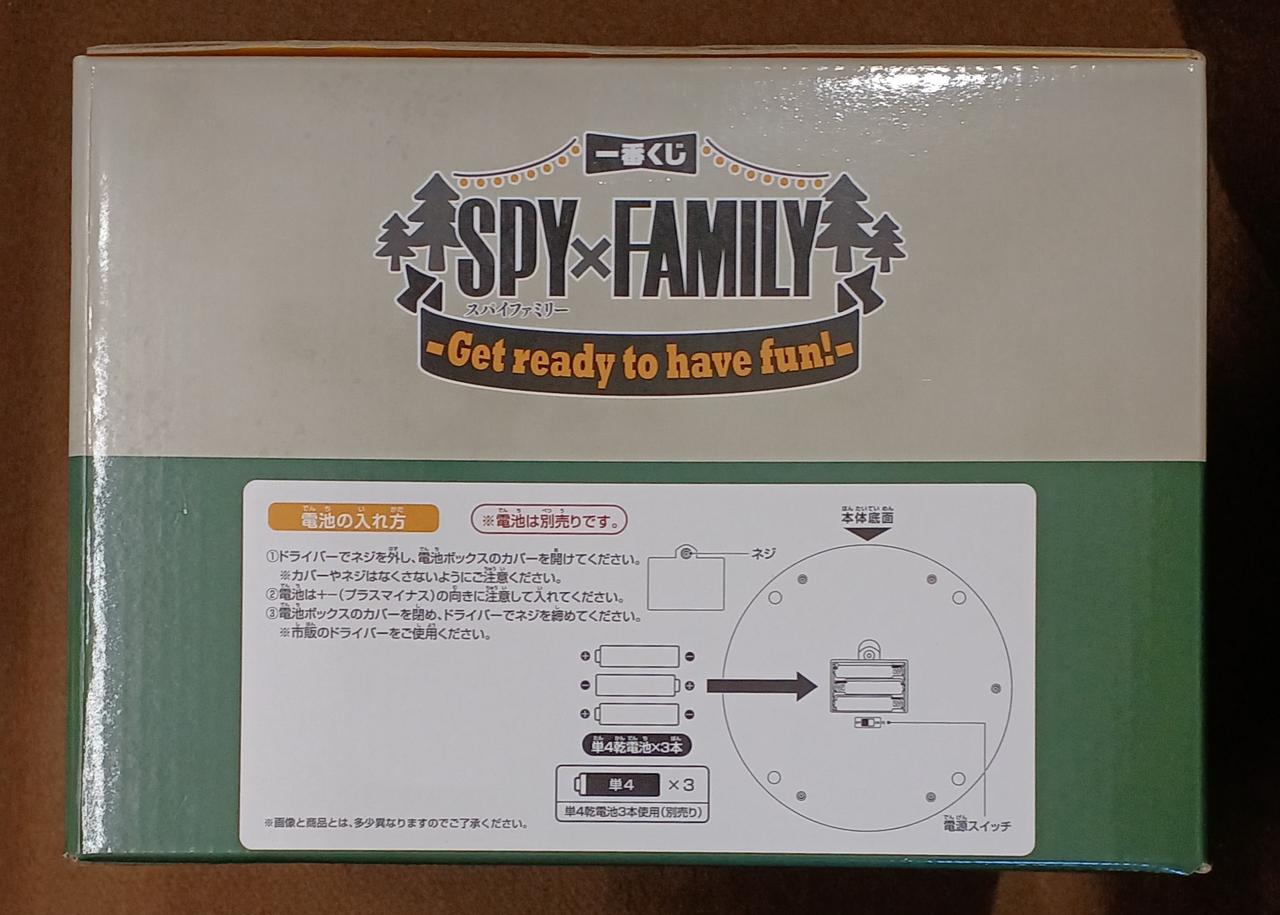 一番くじ
SPY×FAMILY
スパイファミリー
-Get ready to have fun!-
電池の入れ方
※電池は別売りです。
①ドライバーでネジを外し、電池ボックスのカバーを開けてください。
※カバーやネジはなくさないようにご注意ください。
②電池は+-(プラスマイナス)の向きに注意して入れてください。
③電池ボックスのカバーを閉め、ドライバーでネジを締めてください。
※市販のドライバーをご使用ください。
ネジ
本体底面
+ -
- +
+ -
単4乾電池×3本
単4 ×3
単4乾電池3本使用(別売り)
電源スイッチ
※画像と商品とは、多少異なりますのでご了承ください。